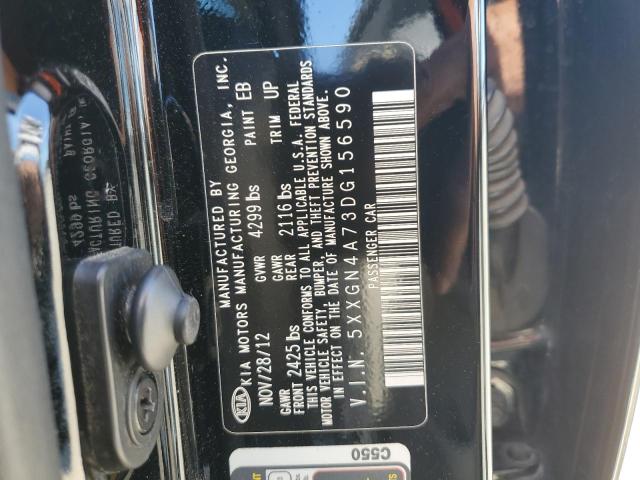 MANUFACTURED BY
KIA KIA MOTORS MANUFACTURING GEORGIA, INC.
NOV/28/12 GVWR 4299 lbs PAINT EB
GAWR FRONT 2425 lbs GAWR REAR 2116 lbs TRIM UP
THIS VEHICLE CONFORMS TO ALL APPLICABLE U.S.A. FEDERAL
MOTOR VEHICLE SAFETY, BUMPER, AND THEFT PREVENTION STANDARDS
IN EFFECT ON THE DATE OF MANUFACTURE SHOWN ABOVE.
V.I.N. 5XXGN4A73DG156590
PASSENGER CAR
C550